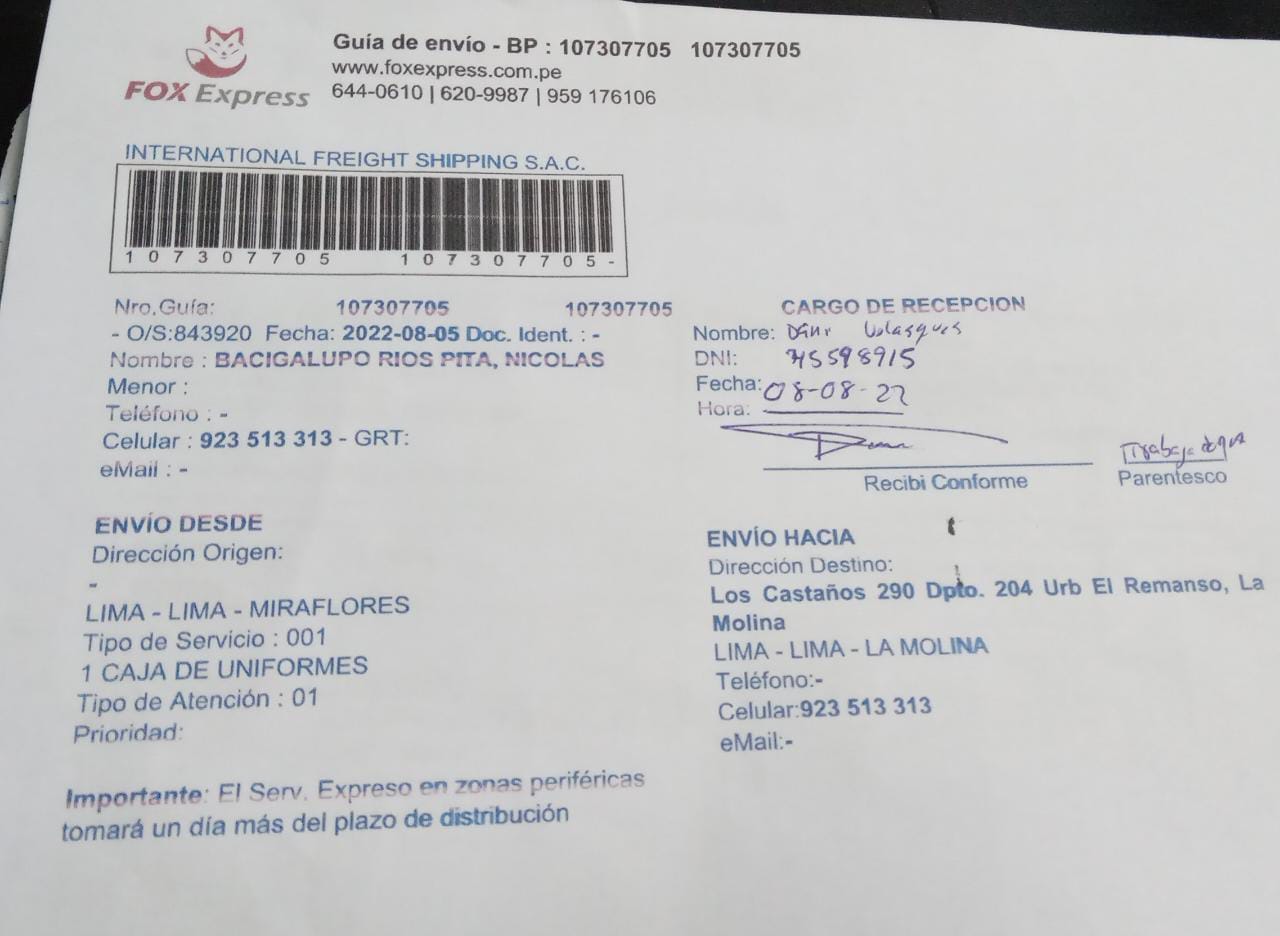 FOX Express
Guía de envío - BP : 107307705 107307705
www.foxexpress.com.pe
644-0610 | 620-9987 | 959 176106
INTERNATIONAL FREIGHT SHIPPING S.A.C.
107307705 107307705-
Nro.Guía: 107307705 107307705
- O/S:843920 Fecha: 2022-08-05 Doc. Ident. : -
Nombre : BACIGALUPO RIOS PITA, NICOLAS
Menor :
Teléfono : -
Celular : 923 513 313 - GRT:
eMail : -
CARGO DE RECEPCION
Nombre: Dani Velasques
DNI: 45598915
Fecha: 08-08-22
Hora:
Recibi Conforme
Trabaja
Parentesco
ENVÍO DESDE
Dirección Origen:
-
LIMA - LIMA - MIRAFLORES
Tipo de Servicio : 001
1 CAJA DE UNIFORMES
Tipo de Atención : 01
Prioridad:
ENVÍO HACIA
Dirección Destino:
Los Castaños 290 Dpto. 204 Urb El Remanso, La
Molina
LIMA - LIMA - LA MOLINA
Teléfono:-
Celular:923 513 313
eMail:-
Importante: El Serv. Expreso en zonas periféricas
tomará un día más del plazo de distribución